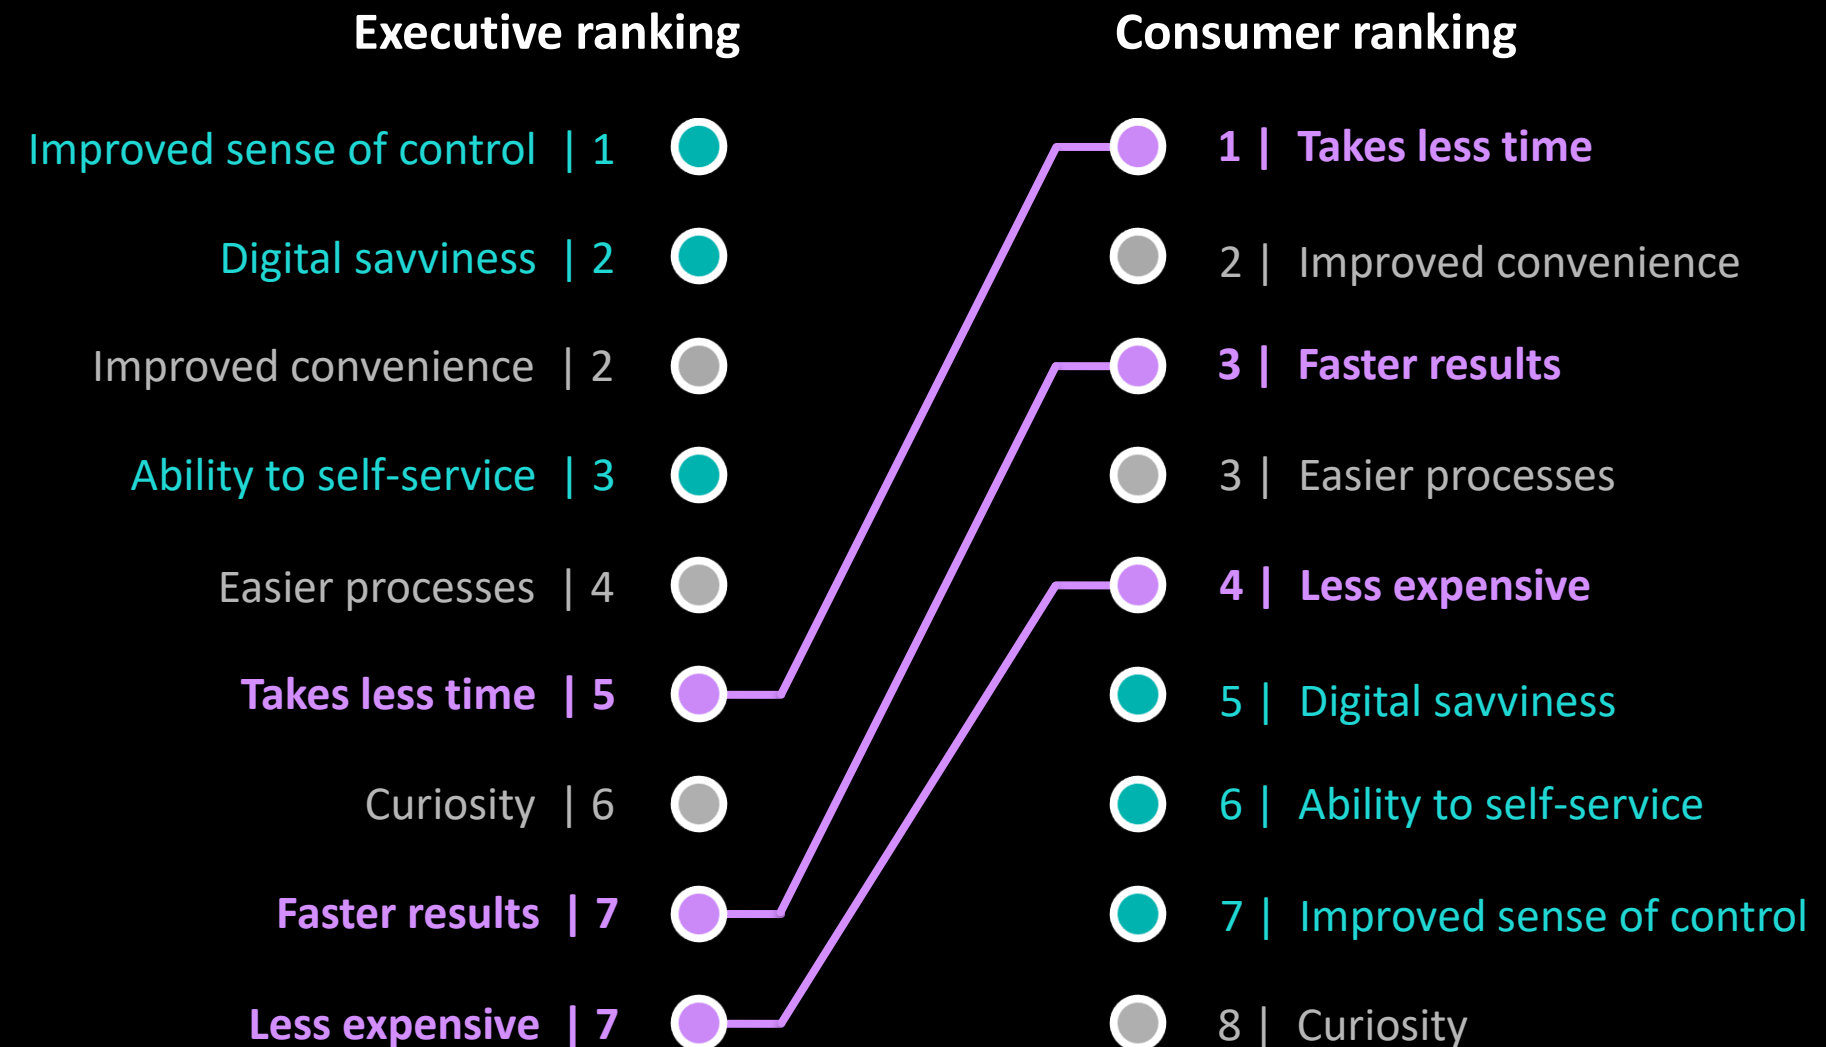 Executive ranking
Consumer ranking
Improved sense of control | 1
Digital savviness | 2
Improved convenience | 2
Ability to self-service | 3
Easier processes | 4
Takes less time | 5
Curiosity | 6
Faster results | 7
Less expensive | 7
1 | Takes less time
2 | Improved convenience
3 | Faster results
3 | Easier processes
4 | Less expensive
5 | Digital savviness
6 | Ability to self-service
7 | Improved sense of control
8 | Curiosity